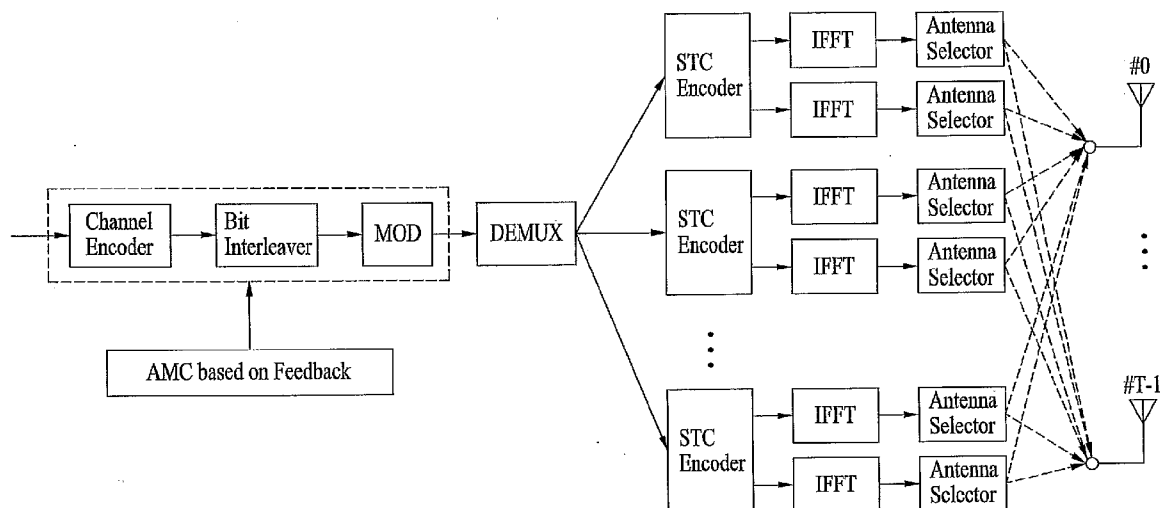 Channel
Encoder
Bit
Interleaver
MOD
AMC based on Feedback
DEMUX
STC
Encoder
IFFT
Antenna
Selector
IFFT
Antenna
Selector
STC
Encoder
IFFT
Antenna
Selector
IFFT
Antenna
Selector
STC
Encoder
IFFT
Antenna
Selector
IFFT
Antenna
Selector
#0
#T-1